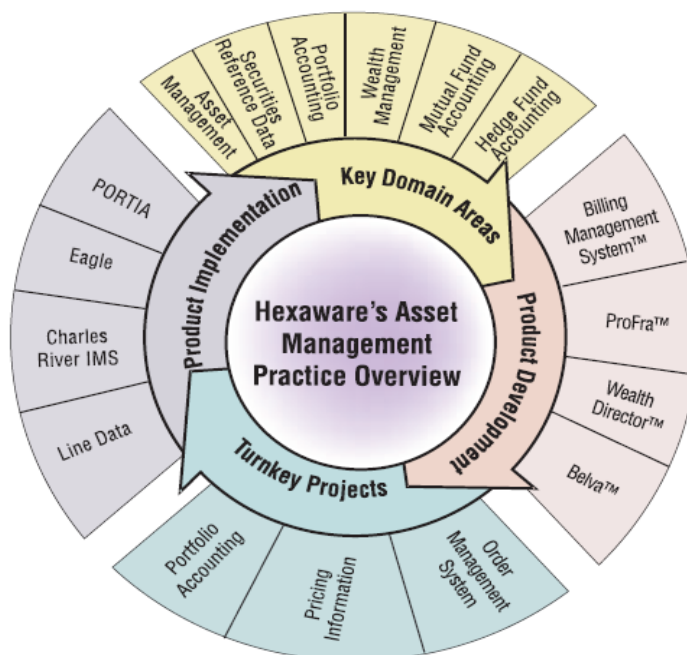 Hexaware's Asset
Management
Practice Overview
Key Domain Areas
Asset
Management
Securities
Reference Data
Portfolio
Accounting
Wealth
Management
Mutual Fund
Accounting
Hedge Fund
Accounting
Product Development
Billing
Management
System™
ProFra™
Wealth
Director™
Belva™
Turnkey Projects
Order
Management
System
Pricing
Information
Portfolio
Accounting
Product Implementation
Line Data
Charles
River IMS
Eagle
PORTIA